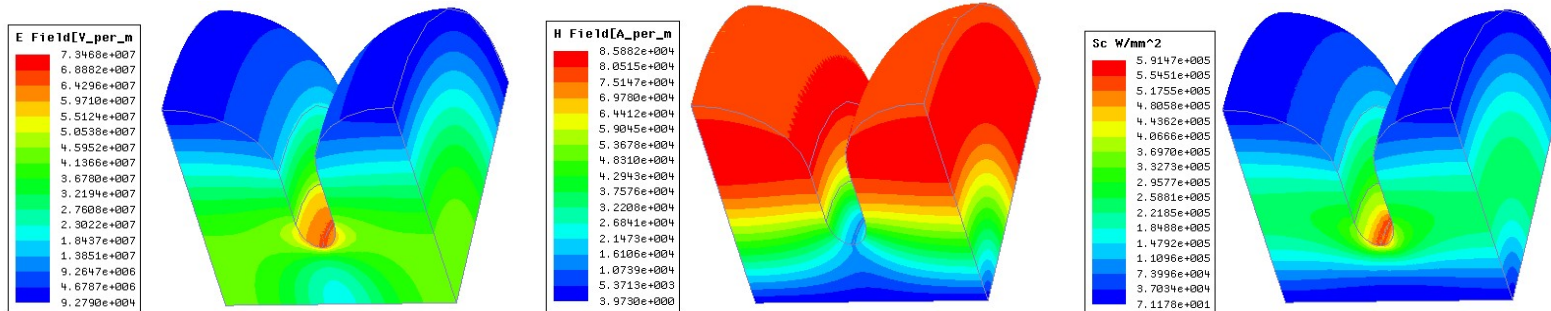 E Field[V_per_m
7.3468e+007
6.8882e+007
6.4296e+007
5.9710e+007
5.5124e+007
5.0538e+007
4.5952e+007
4.1366e+007
3.6780e+007
3.2194e+007
2.7608e+007
2.3022e+007
1.8437e+007
1.3851e+007
9.2647e+006
4.6787e+006
9.2790e+004
H Field[A_per_m
8.5882e+004
8.0515e+004
7.5147e+004
6.9780e+004
6.4412e+004
5.9045e+004
5.3678e+004
4.8310e+004
4.2943e+004
3.7576e+004
3.2208e+004
2.6841e+004
2.1473e+004
1.6106e+004
1.0739e+004
5.3713e+003
3.9730e+000
Sc W/mm^2
5.9147e+005
5.5451e+005
5.1755e+005
4.8058e+005
4.4362e+005
4.0666e+005
3.6970e+005
3.3273e+005
2.9577e+005
2.5881e+005
2.2185e+005
1.8488e+005
1.4792e+005
1.1096e+005
7.3996e+004
3.7034e+004
7.1178e+001